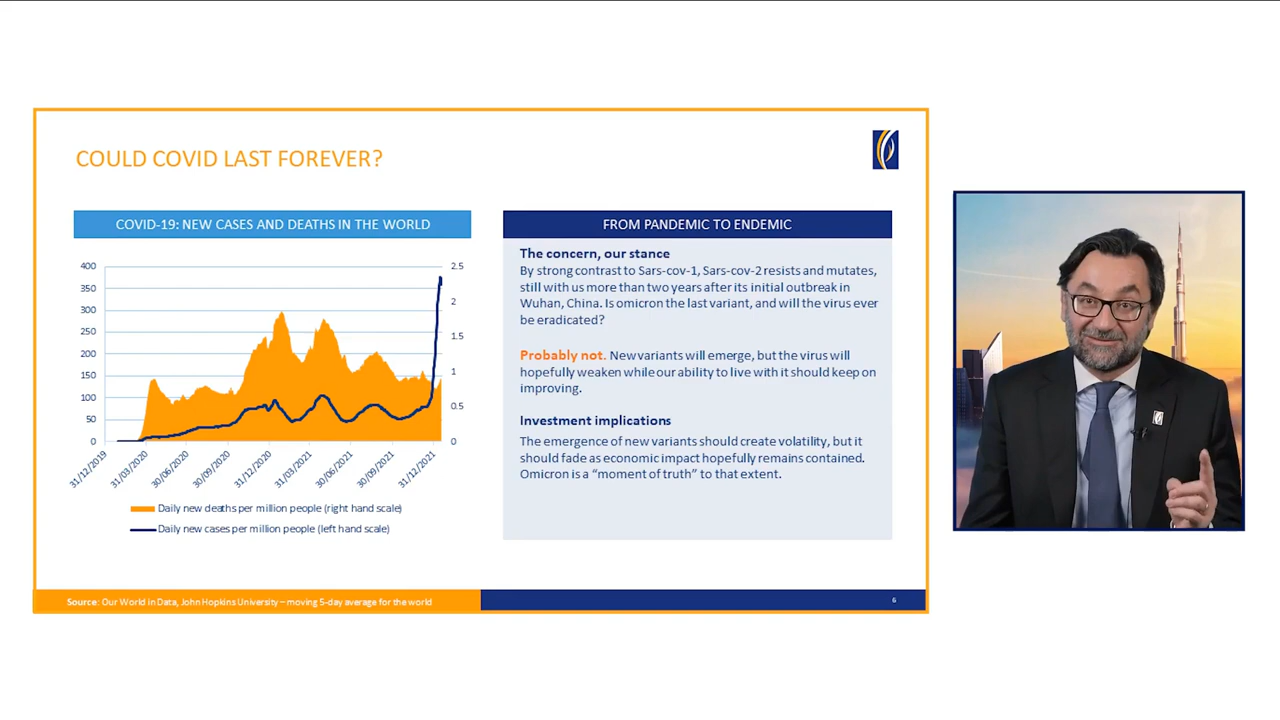 COULD COVID LAST FOREVER?
COVID-19: NEW CASES AND DEATHS IN THE WORLD
400
350
300
250
200
150
100
50
0
2.5
2
1.5
1
0.5
0
31/12/2019
31/03/2020
30/06/2020
30/09/2020
31/12/2020
31/03/2021
30/06/2021
30/09/2021
31/12/2021
Daily new deaths per million people (right hand scale)
Daily new cases per million people (left hand scale)
FROM PANDEMIC TO ENDEMIC
The concern, our stance
By strong contrast to Sars-cov-1, Sars-cov-2 resists and mutates,
still with us more than two years after its initial outbreak in
Wuhan, China. Is omicron the last variant, and will the virus ever
be eradicated?
Probably not. New variants will emerge, but the virus will
hopefully weaken while our ability to live with it should keep on
improving.
Investment implications
The emergence of new variants should create volatility, but it
should fade as economic impact hopefully remains contained.
Omicron is a “moment of truth” to that extent.
Source: Our World in Data, John Hopkins University – moving 5-day average for the world
6